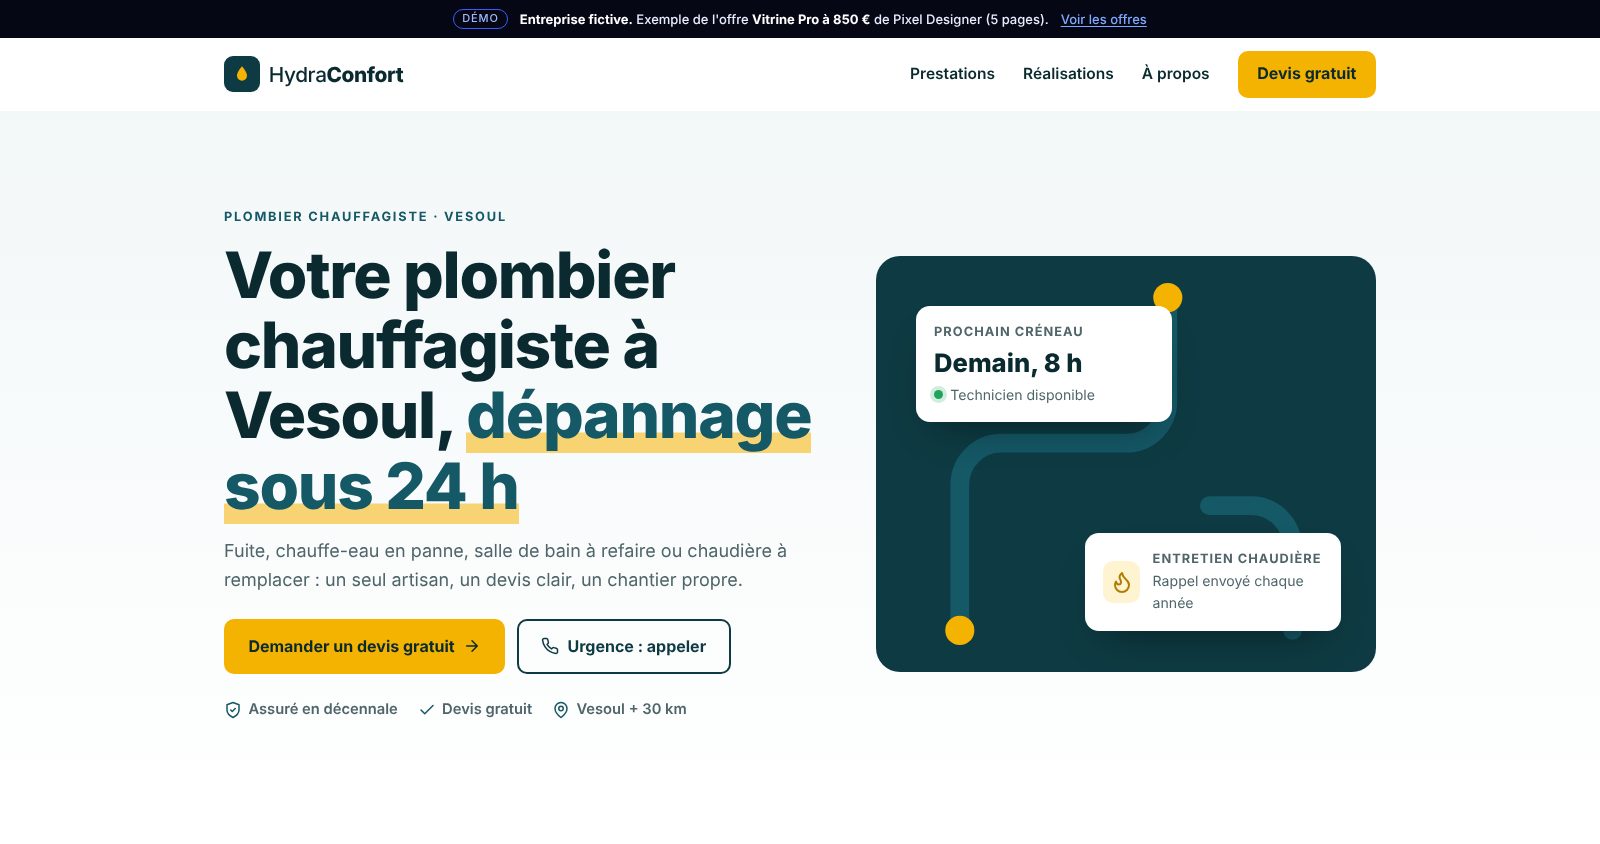 DÉMO Entreprise fictive. Exemple de l'offre Vitrine Pro à 850 € de Pixel Designer (5 pages). Voir les offres
HydraConfort
Prestations Réalisations À propos Devis gratuit
PLOMBIER CHAUFFAGISTE · VESOUL
Votre plombier
chauffagiste à
Vesoul, dépannage
sous 24 h
Fuite, chauffe-eau en panne, salle de bain à refaire ou chaudière à
remplacer : un seul artisan, un devis clair, un chantier propre.
Demander un devis gratuit
Urgence : appeler
Assuré en décennale
Devis gratuit
Vesoul + 30 km
PROCHAIN CRÉNEAU
Demain, 8 h
Technicien disponible
ENTRETIEN CHAUDIÈRE
Rappel envoyé chaque
année